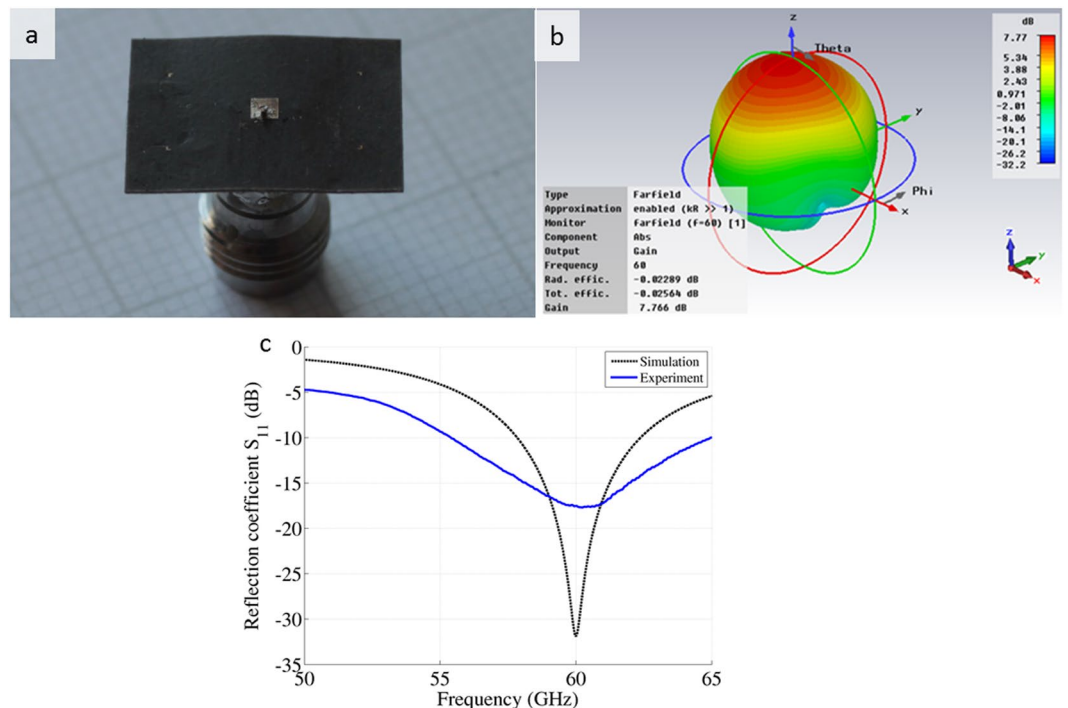 a
b
z
Theta
y
Phi
x
dB
7.77
5.34
3.88
2.43
0.971
-2.01
-8.06
-14.1
-20.1
-26.2
-32.2
Type Farfield
Approximation enabled (kR >> 1)
Monitor Farfield (f=60) [1]
Component Abs
Output Gain
Frequency 60
Rad. effic. -0.02289 dB
Tot. effic. -0.02564 dB
Gain 7.766 dB
z
y
x
c
Reflection coefficient S11 (dB)
0
-5
-10
-15
-20
-25
-30
-35
Simulation
Experiment
50 55 60 65
Frequency (GHz)